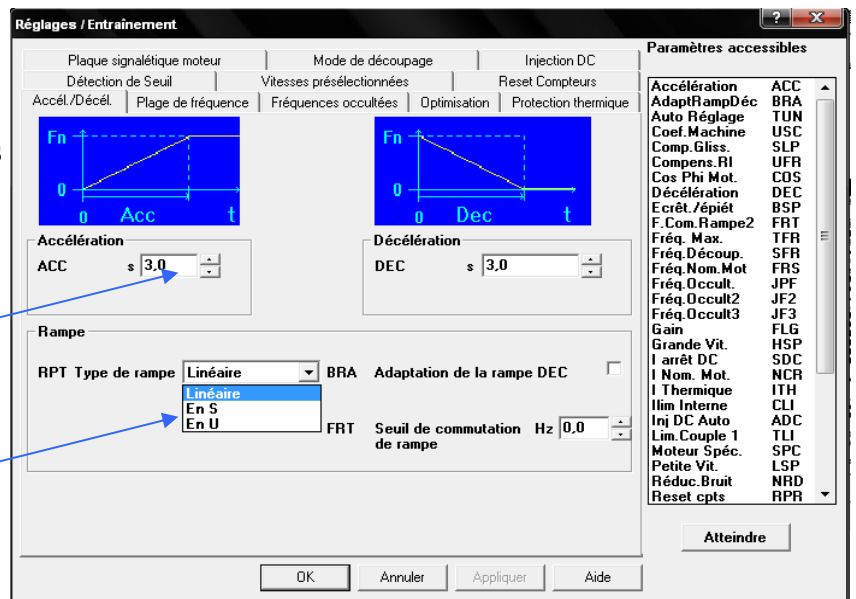 Réglages / Entraînement
Plaque signalétique moteur
Mode de découpage
Injection DC
Détection de Seuil
Vitesses présélectionnées
Reset Compteurs
Accél./Décél.
Plage de fréquence
Fréquences occultées
Optimisation
Protection thermique
Fn
0
0 Acc t
Fn
0
0 Dec t
Accélération
ACC s 3,0
Décélération
DEC s 3,0
Rampe
RPT Type de rampe Linéaire
Linéaire
En S
En U
BRA Adaptation de la rampe DEC
FRT Seuil de commutation de rampe Hz 0,0
Paramètres accessibles
Accélération ACC
AdaptRampDéc BRA
Auto Réglage TUN
Coef.Machine USC
Comp.Gliss. SLP
Compens.RI UFR
Cos Phi Mot. COS
Décélération DEC
Ecrêt./épiét BSP
F.Com.Rampe2 FRT
Fréq. Max. TFR
Fréq.Découp. SFR
Fréq.Nom.Mot FRS
Fréq.Occult. JPF
Fréq.Occult2 JF2
Fréq.Occult3 JF3
Gain FLG
Grande Vit. HSP
I arrêt DC SDC
I Nom. Mot. NCR
I Thermique ITH
Ilim Interne CLI
Inj DC Auto ADC
Lim.Couple 1 TLI
Moteur Spéc. SPC
Petite Vit. LSP
Réduc.Bruit NRD
Reset cpts RPR
Atteindre
OK
Annuler
Appliquer
Aide